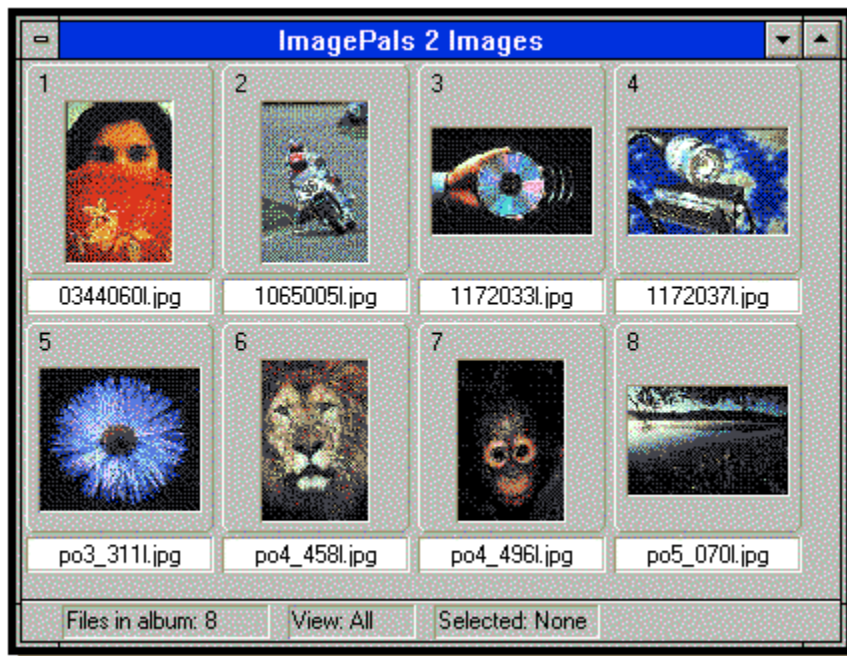 ImagePals 2 Images
1 2 3 4
0344060l.jpg 1065005l.jpg 1172033l.jpg 1172037l.jpg
5 6 7 8
po3_311l.jpg po4_458l.jpg po4_496l.jpg po5_070l.jpg
Files in album: 8 View: All Selected: None